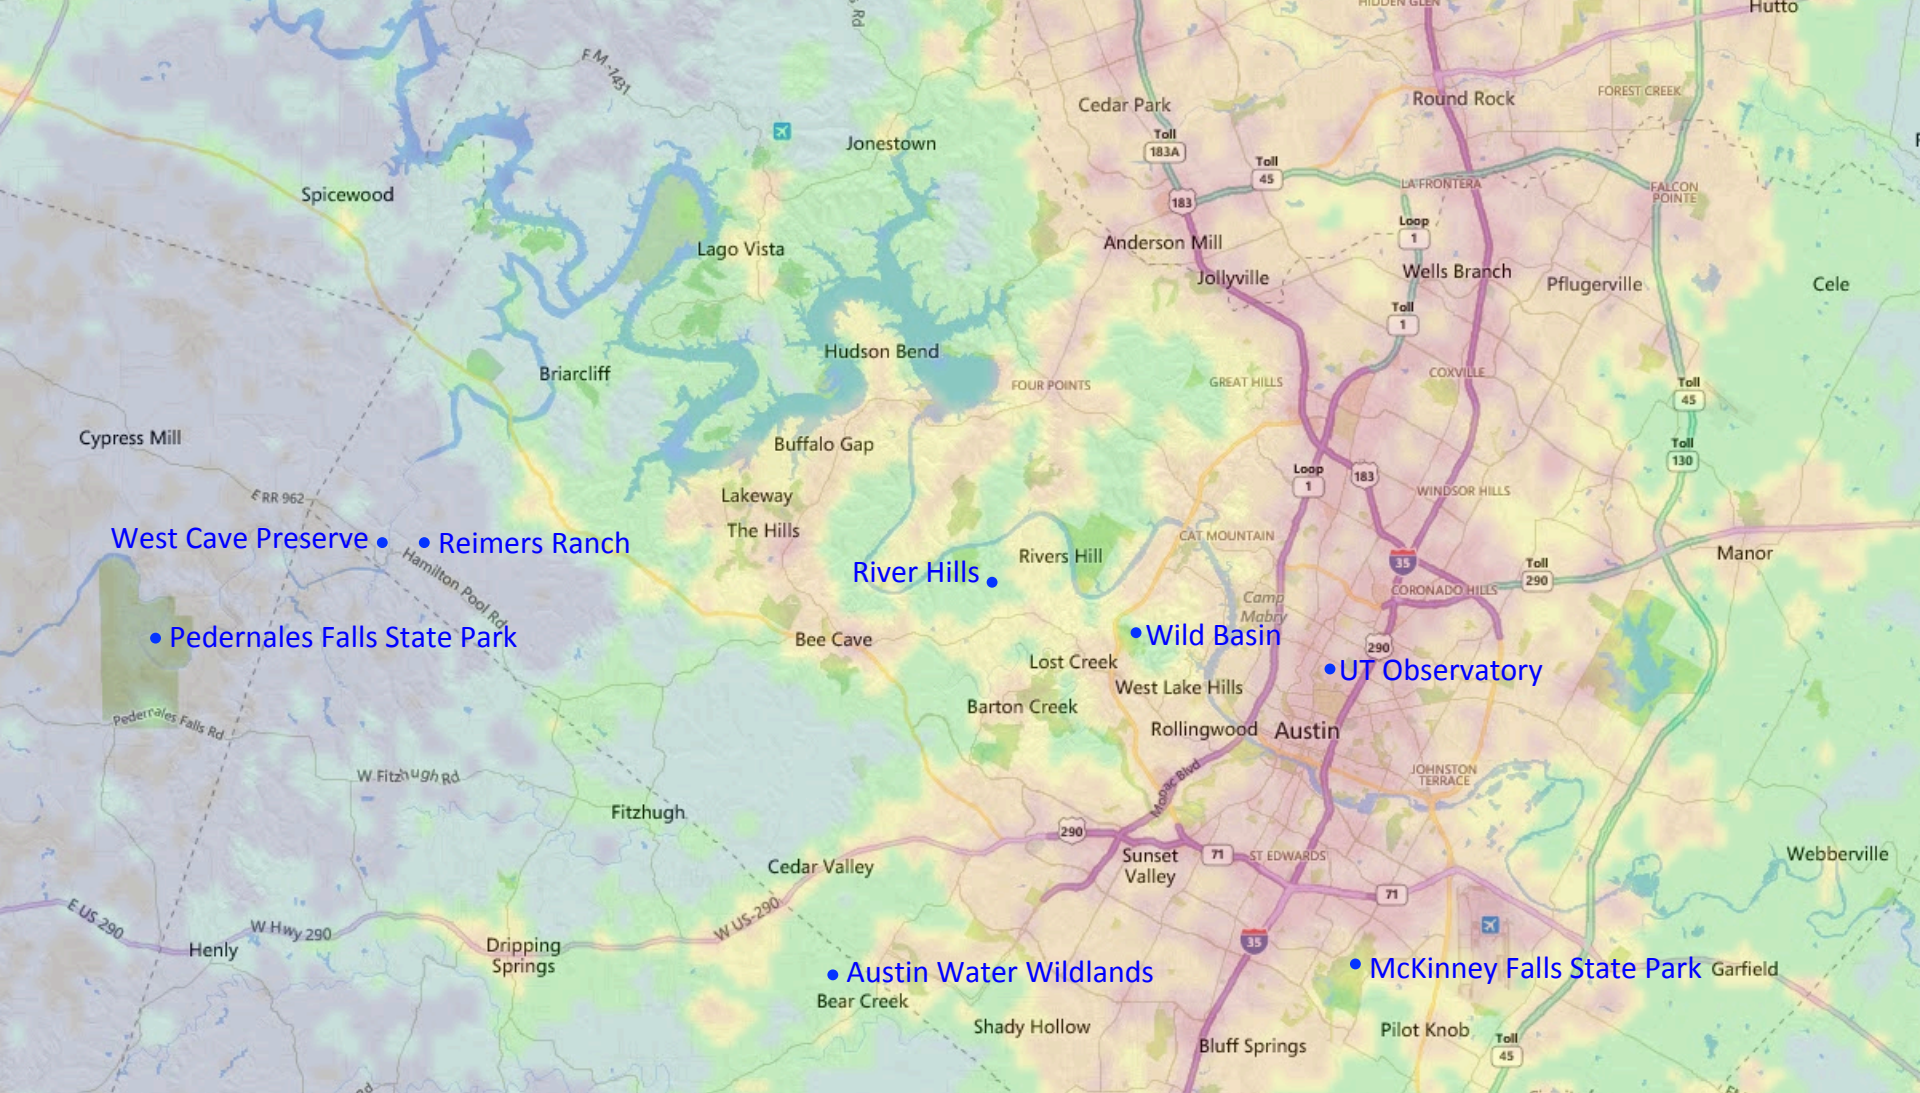 HIDDEN GLEN
Hutto
Rd
FM-1431
Cedar Park
Round Rock
FOREST CREEK
Jonestown
Toll
183A
Toll
45
LA FRONTERA
FALCON
POINTE
Spicewood
183
Loop
1
Lago Vista
Anderson Mill
Jollyville
Wells Branch
Pflugerville
Cele
Toll
1
Hudson Bend
Briarcliff
FOUR POINTS
GREAT HILLS
COXVILLE
Toll
45
Cypress Mill
Buffalo Gap
Toll
130
Loop
1
183
E RR 962
Lakeway
WINDSOR HILLS
The Hills
West Cave Preserve
Reimers Ranch
CAT MOUNTAIN
Rivers Hill
Manor
35
Toll
290
River Hills
Hamilton Pool Rd
CORONADO HILLS
Camp
Mabry
Pedernales Falls State Park
Bee Cave
Wild Basin
290
Lost Creek
UT Observatory
West Lake Hills
Barton Creek
Pedernales Falls Rd
Rollingwood
Austin
W Fitzhugh Rd
JOHNSTON
TERRACE
Mopac Blvd
Fitzhugh
290
Sunset
Valley
71
ST EDWARDS
Webberville
Cedar Valley
71
E US 290
W Hwy 290
W US-290
Henly
Dripping
Springs
35
Austin Water Wildlands
McKinney Falls State Park
Garfield
Bear Creek
Shady Hollow
Pilot Knob
Bluff Springs
Toll
45
Rd